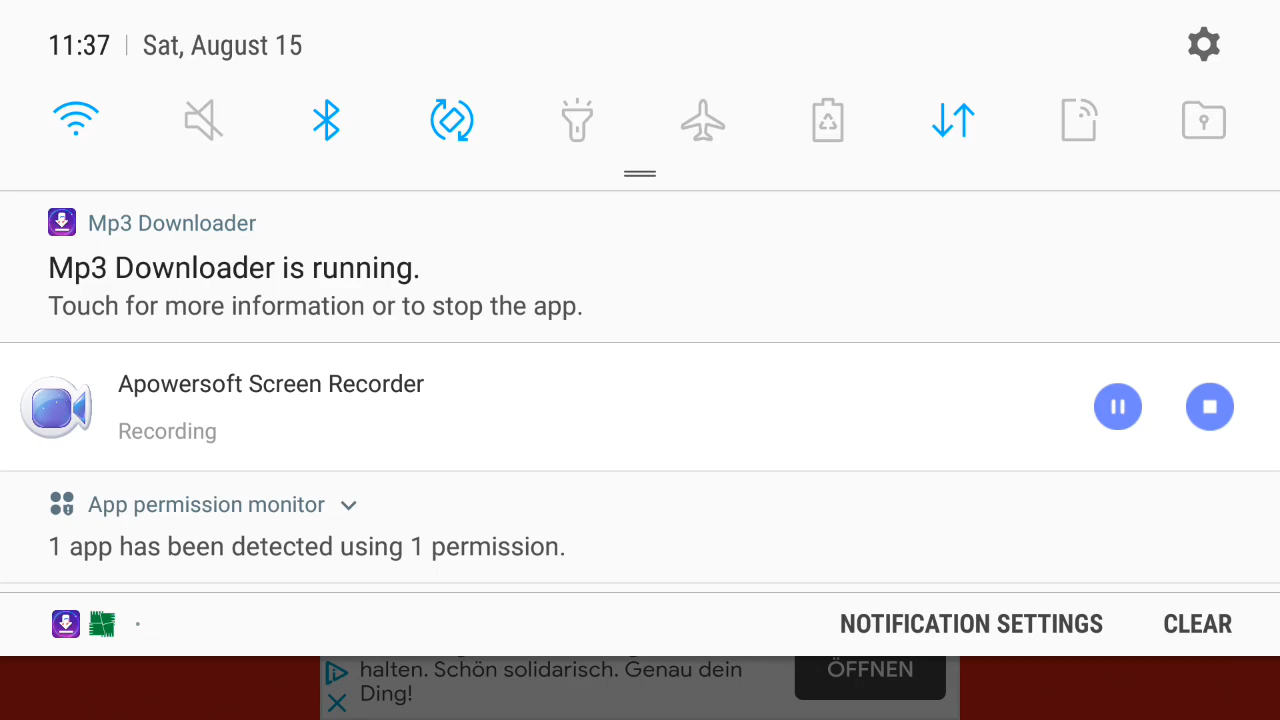 11:37 | Sat, August 15
Mp3 Downloader
Mp3 Downloader is running.
Touch for more information or to stop the app.
Apowersoft Screen Recorder
Recording
App permission monitor
1 app has been detected using 1 permission.
NOTIFICATION SETTINGS CLEAR
halten. Schön solidarisch. Genau dein
Ding!
ÖFFNEN